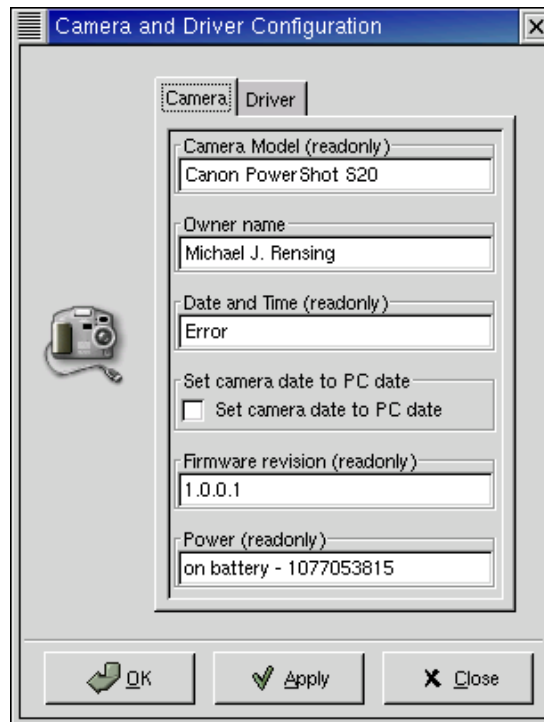 Camera and Driver Configuration
Camera Driver
Camera Model (readonly)
Canon PowerShot S20
Owner name
Michael J. Rensing
Date and Time (readonly)
Error
Set camera date to PC date
Set camera date to PC date
Firmware revision (readonly)
1.0.0.1
Power (readonly)
on battery - 1077053815
OK Apply Close